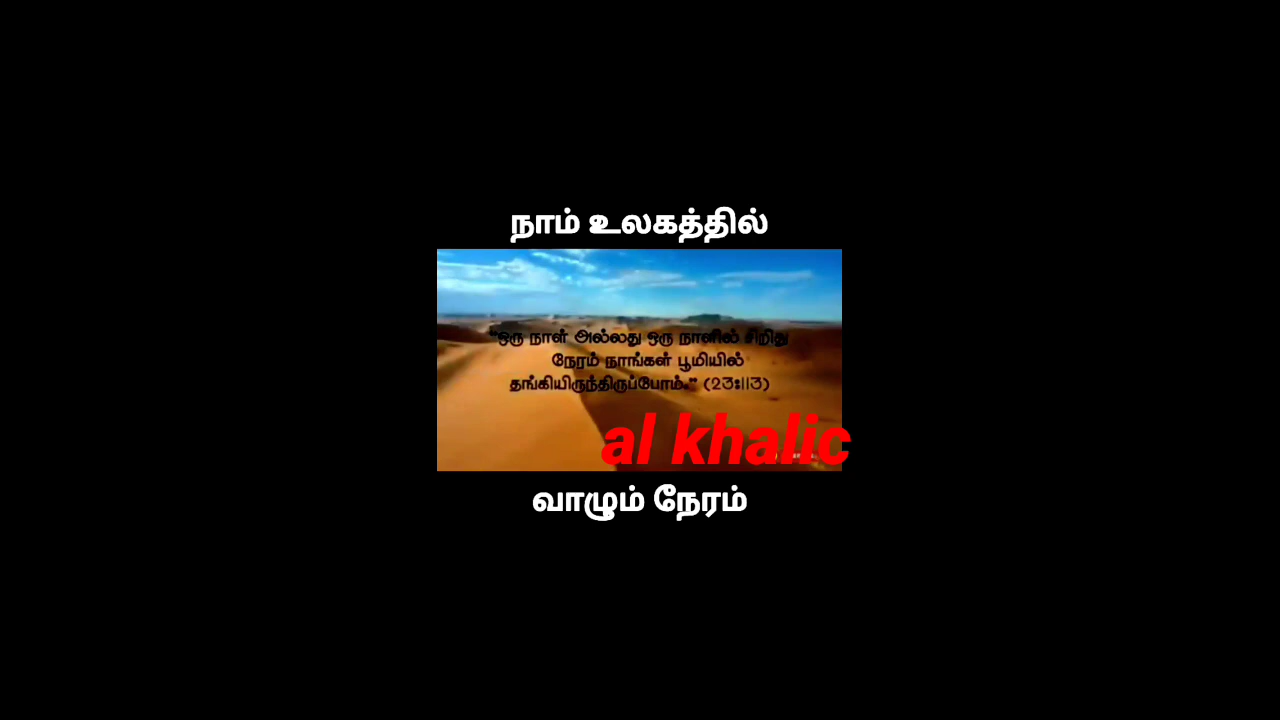 நாம் உலகத்தில்
"ஒரு நாள் அல்லது ஒரு நாளில் சிறிது
நேரம் நாங்கள் பூமியில்
தங்கியிருந்திருப்போம்." (23:113)
al khalic
வாழும் நேரம்